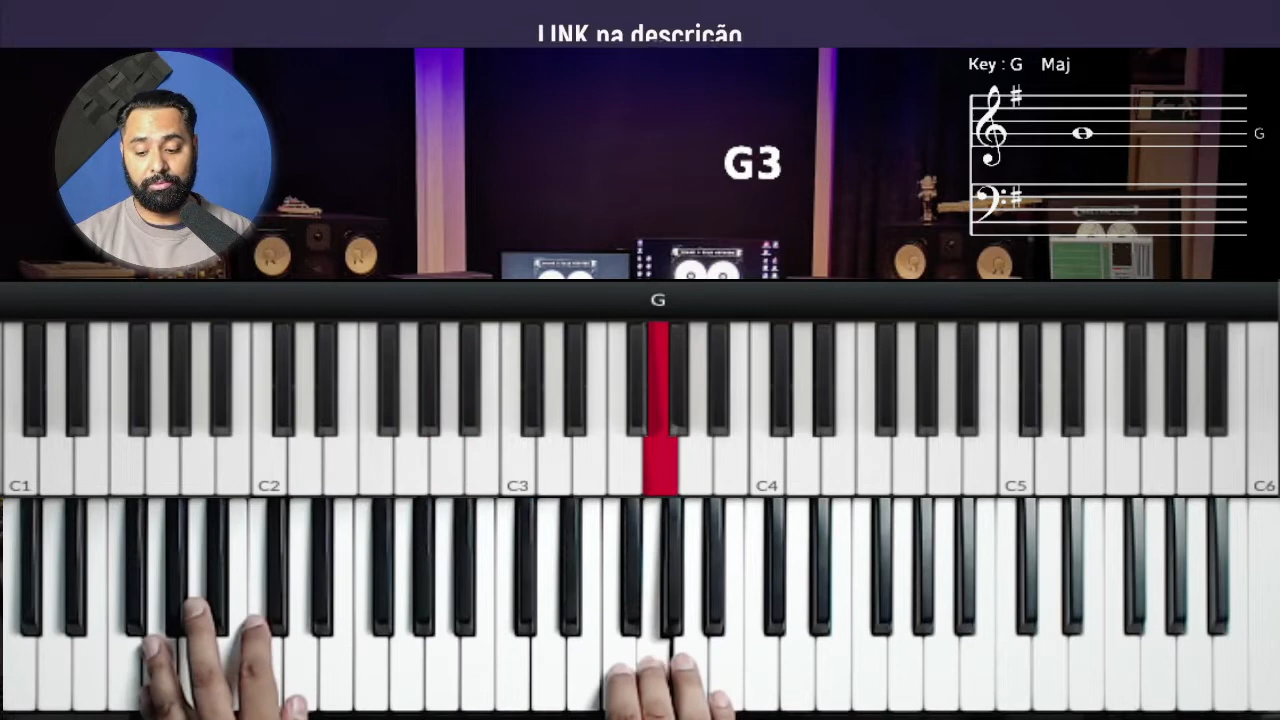 LINK na descrição
Key : G Maj
G
G3
G
C1 C2 C3 C4 C5 C6